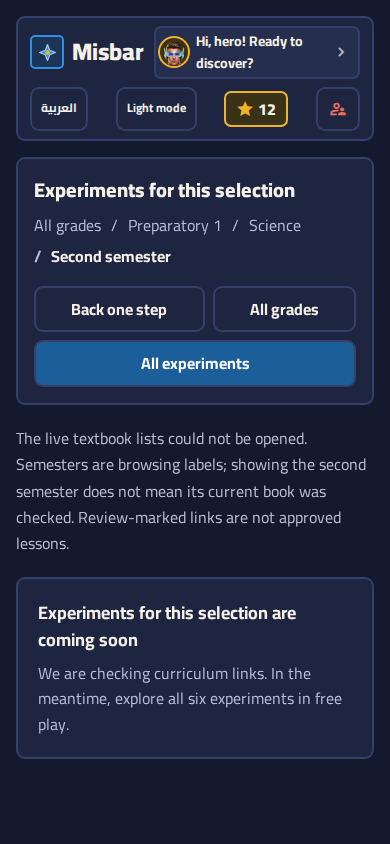 Misbar
Hi, hero! Ready to
discover?
العربية
Light mode
12
Experiments for this selection
All grades / Preparatory 1 / Science
/ Second semester
Back one step
All grades
All experiments
The live textbook lists could not be opened.
Semesters are browsing labels; showing the second
semester does not mean its current book was
checked. Review-marked links are not approved
lessons.
Experiments for this selection are
coming soon
We are checking curriculum links. In the
meantime, explore all six experiments in free
play.